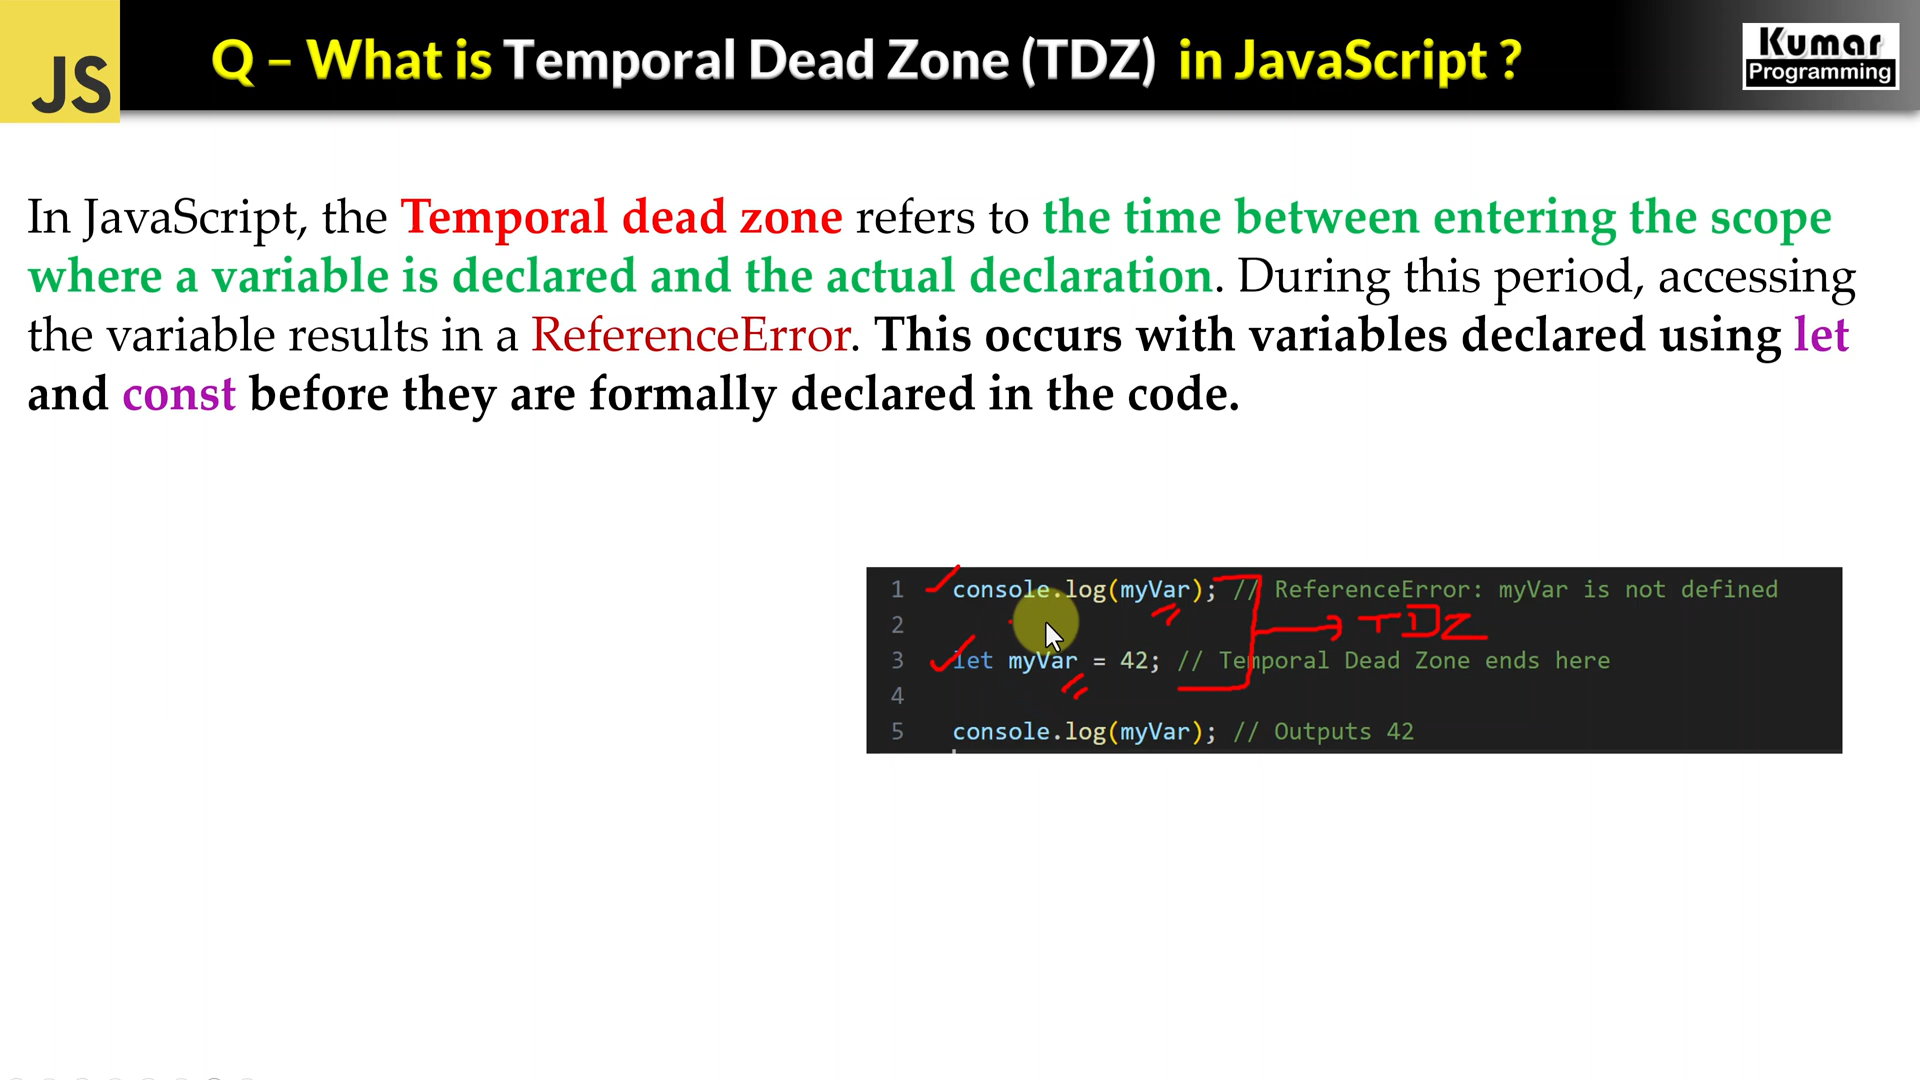 JS
Q – What is Temporal Dead Zone (TDZ) in JavaScript ?
Kumar
Programming
In JavaScript, the Temporal dead zone refers to the time between entering the scope
where a variable is declared and the actual declaration. During this period, accessing
the variable results in a ReferenceError. This occurs with variables declared using let
and const before they are formally declared in the code.
1 console.log(myVar); // ReferenceError: myVar is not defined
2
TDZ
3 let myVar = 42; // Temporal Dead Zone ends here
4
5 console.log(myVar); // Outputs 42